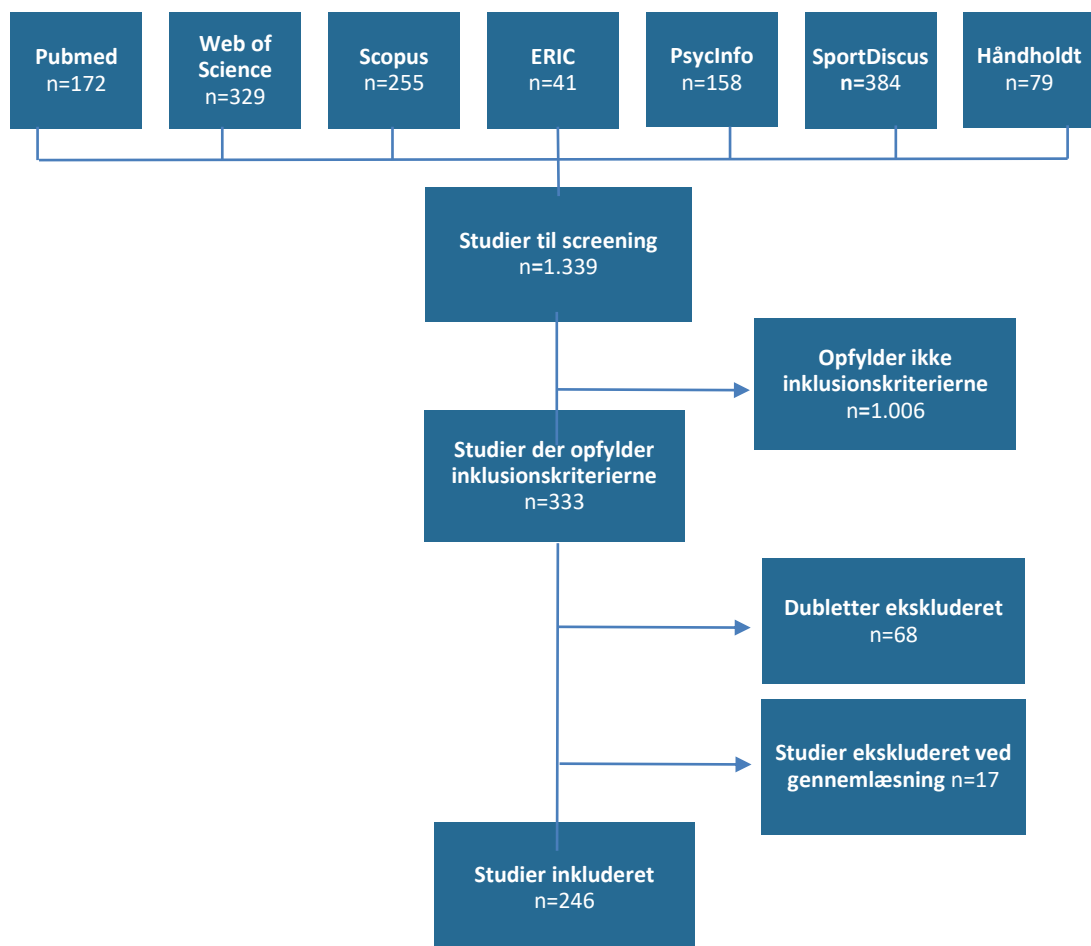 Pubmed
n=172
Web of
Science
n=329
Scopus
n=255
ERIC
n=41
PsycInfo
n=158
SportDiscus
n=384
Håndholdt
n=79
Studier til screening
n=1.339
Opfylder ikke
inklusionskriterierne
n=1.006
Studier der opfylder
inklusionskriterierne
n=333
Dubletter ekskluderet
n=68
Studier ekskluderet ved
gennemlæsning n=17
Studier inkluderet
n=246